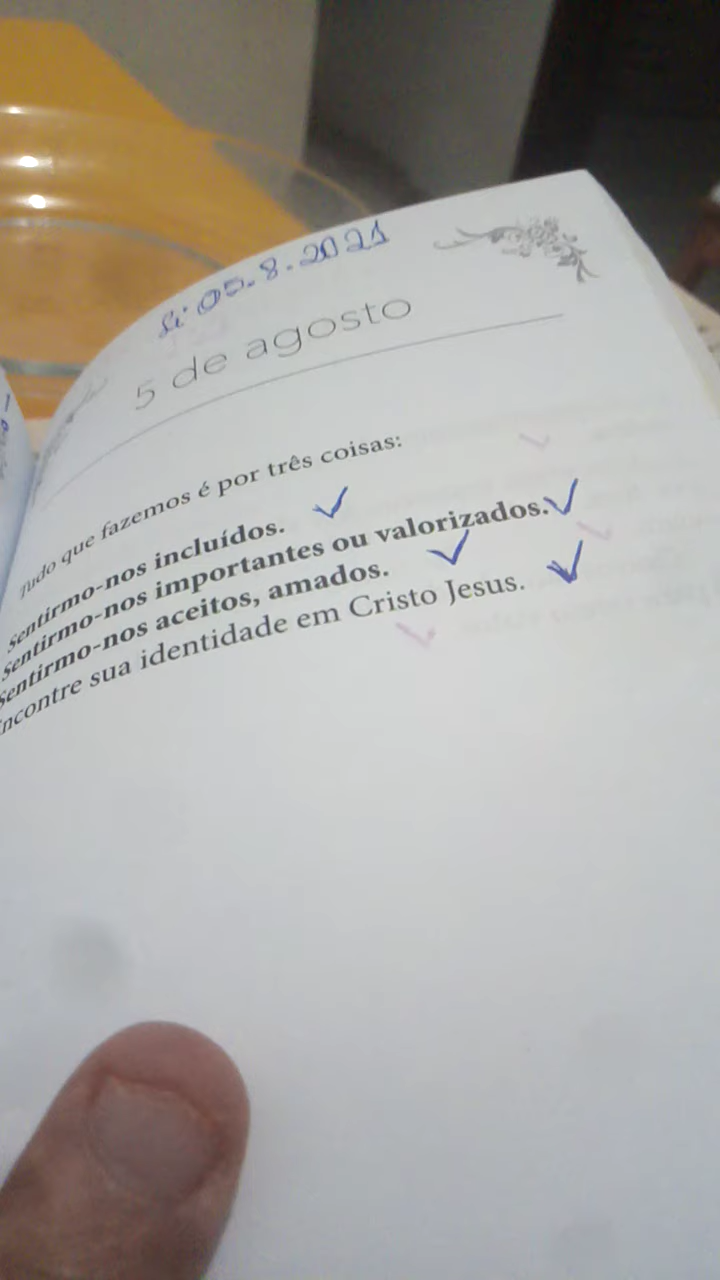 Li 05.8.2021
5 de agosto
Tudo que fazemos é por três coisas:
sentirmo-nos incluídos.
sentirmo-nos importantes ou valorizados.
sentirmo-nos aceitos, amados.
Encontre sua identidade em Cristo Jesus.